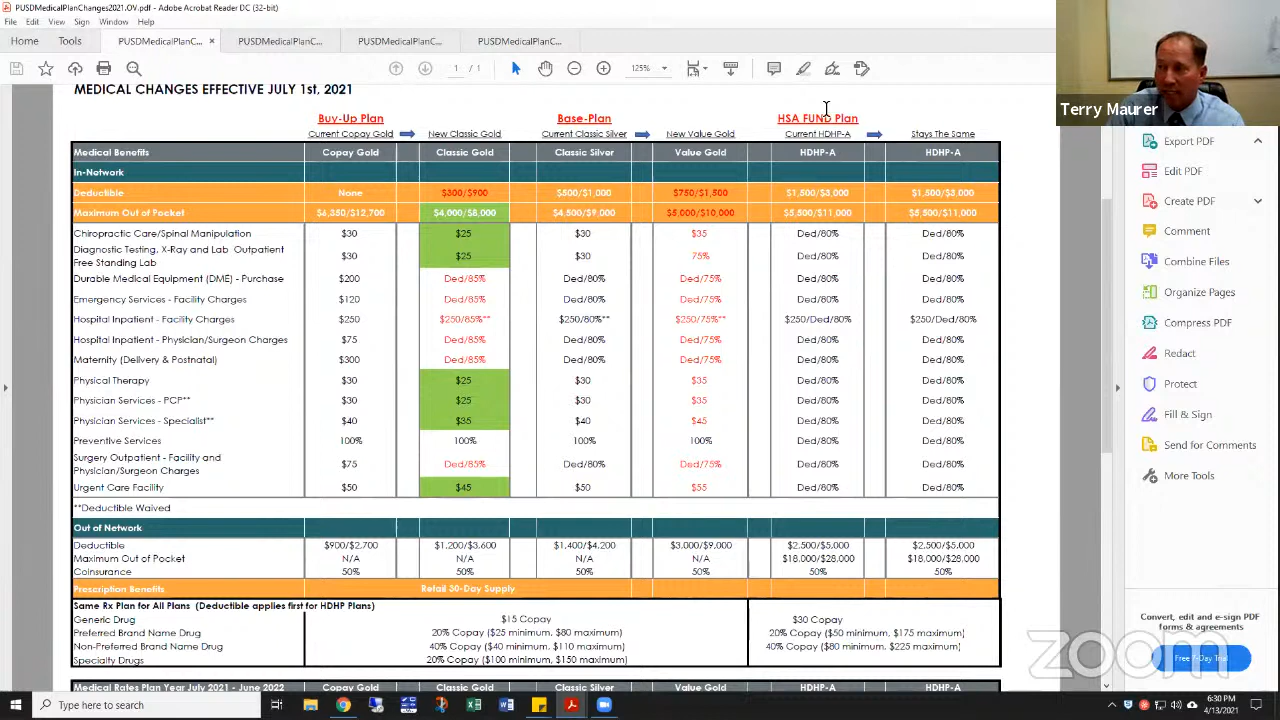 PUSDMedicalPlanChanges2021.OV.pdf - Adobe Acrobat Reader DC (32-bit)
File Edit View Sign Window Help
Home Tools PUSDMedicalPlanC... × PUSDMedicalPlanC... PUSDMedicalPlanC... PUSDMedicalPlanC...
1 / 1 125%
MEDICAL CHANGES EFFECTIVE JULY 1st, 2021
Buy-Up Plan Base-Plan HSA FUND Plan
Current Copay Gold New Classic Gold Current Classic Silver New Value Gold Current HDHP-A Stays The Same
Medical Benefits Copay Gold Classic Gold Classic Silver Value Gold HDHP-A HDHP-A
In-Network
Deductible None $300/$900 $500/$1,000 $750/$1,500 $1,500/$3,000 $1,500/$3,000
Maximum Out of Pocket $6,350/$12,700 $4,000/$8,000 $4,500/$9,000 $5,000/$10,000 $5,500/$11,000 $5,500/$11,000
Chiropractic Care/Spinal Manipulation $30 $25 $30 $35 Ded/80% Ded/80%
Diagnostic Testing, X-Ray and Lab Outpatient
Free Standing Lab $30 $25 $30 75% Ded/80% Ded/80%
Durable Medical Equipment (DME) - Purchase $200 Ded/85% Ded/80% Ded/75% Ded/80% Ded/80%
Emergency Services - Facility Charges $120 Ded/85% Ded/80% Ded/75% Ded/80% Ded/80%
Hospital Inpatient - Facility Charges $250 $250/85%** $250/80%** $250/75%** $250/Ded/80% $250/Ded/80%
Hospital Inpatient - Physician/Surgeon Charges $75 Ded/85% Ded/80% Ded/75% Ded/80% Ded/80%
Maternity (Delivery & Postnatal) $300 Ded/85% Ded/80% Ded/75% Ded/80% Ded/80%
Physical Therapy $30 $25 $30 $35 Ded/80% Ded/80%
Physician Services - PCP** $30 $25 $30 $35 Ded/80% Ded/80%
Physician Services - Specialist** $40 $35 $40 $45 Ded/80% Ded/80%
Preventive Services 100% 100% 100% 100% Ded/80% Ded/80%
Surgery Outpatient - Facility and
Physician/Surgeon Charges $75 Ded/85% Ded/80% Ded/75% Ded/80% Ded/80%
Urgent Care Facility $50 $45 $50 $55 Ded/80% Ded/80%
**Deductible Waived
Out of Network
Deductible $900/$2,700 $1,200/$3,600 $1,400/$4,200 $3,000/$9,000 $2,500/$5,000 $2,500/$5,000
Maximum Out of Pocket N/A N/A N/A N/A $18,000/$28,000 $18,000/$28,000
Coinsurance 50% 50% 50% 50% 50% 50%
Prescription Benefits Retail 30-Day Supply
Same Rx Plan for All Plans (Deductible applies first for HDHP Plans)
Generic Drug $15 Copay $30 Copay
Preferred Brand Name Drug 20% Copay ($25 minimum, $80 maximum) 20% Copay ($50 minimum, $175 maximum)
Non-Preferred Brand Name Drug 40% Copay ($40 minimum, $110 maximum) 40% Copay ($80 minimum, $225 maximum)
Specialty Drugs 20% Copay ($100 minimum, $150 maximum)
Medical Rates Plan Year July 2021 - June 2022 Copay Gold Classic Gold Classic Silver Value Gold HDHP-A HDHP-A
Terry Maurer
Export PDF
Edit PDF
Create PDF
Comment
Combine Files
Organize Pages
Compress PDF
Redact
Protect
Fill & Sign
Send for Comments
More Tools
Convert, edit and e-sign PDF
forms & agreements
Free 7-Day Trial
zoom
Type here to search
6:30 PM
4/13/2021